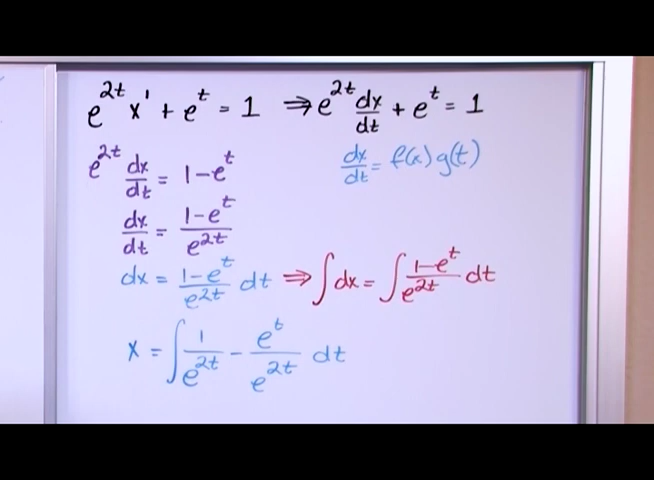 e^{2t} x' + e^t = 1 ⇒ e^{2t} dx/dt + e^t = 1
e^{2t} dx/dt = 1 - e^t
dx/dt = f(x) g(t)
dx/dt = (1 - e^t)/e^{2t}
dx = (1 - e^t)/e^{2t} dt ⇒ ∫ dx = ∫ (1 - e^t)/e^{2t} dt
x = ∫ 1/e^{2t} - e^t/e^{2t} dt